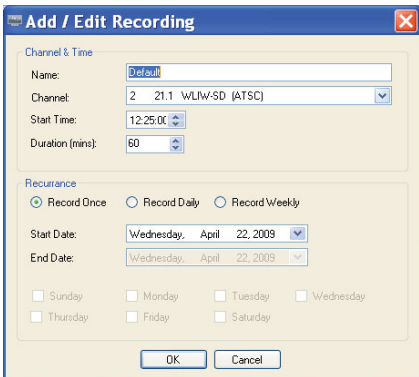 Add / Edit Recording
Channel & Time
Name: Default
Channel: 2 21.1 WLIW-SD (ATSC)
Start Time: 12:25:0(
Duration (mins): 60
Recurrance
Record Once Record Daily Record Weekly
Start Date: Wednesday, April 22, 2009
End Date: Wednesday, April 22, 2009
Sunday Monday Tuesday Wednesday
Thursday Friday Saturday
OK Cancel